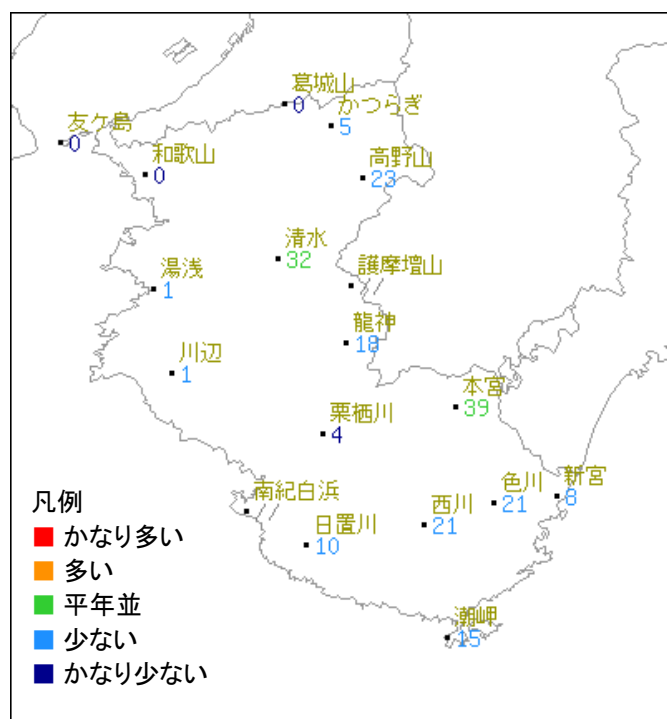 葛城山
0
かつらぎ
5
友ケ島
0
和歌山
0
高野山
23
清水
32
護摩壇山
//
湯浅
1
龍神
18
川辺
1
本宮
39
栗栖川
4
南紀白浜
//
日置川
10
西川
21
色川
21
新宮
8
潮岬
15
凡例
かなり多い
多い
平年並
少ない
かなり少ない